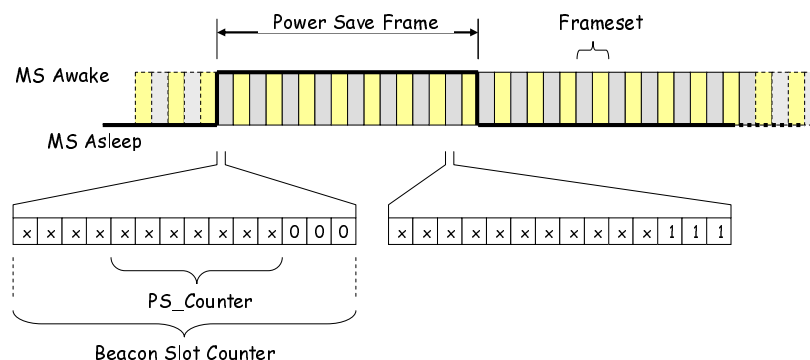 Power Save Frame
Frameset
MS Awake
MS Asleep
x x x x x x x x x x x 0 0 0
x x x x x x x x x x x 1 1 1
PS_Counter
Beacon Slot Counter